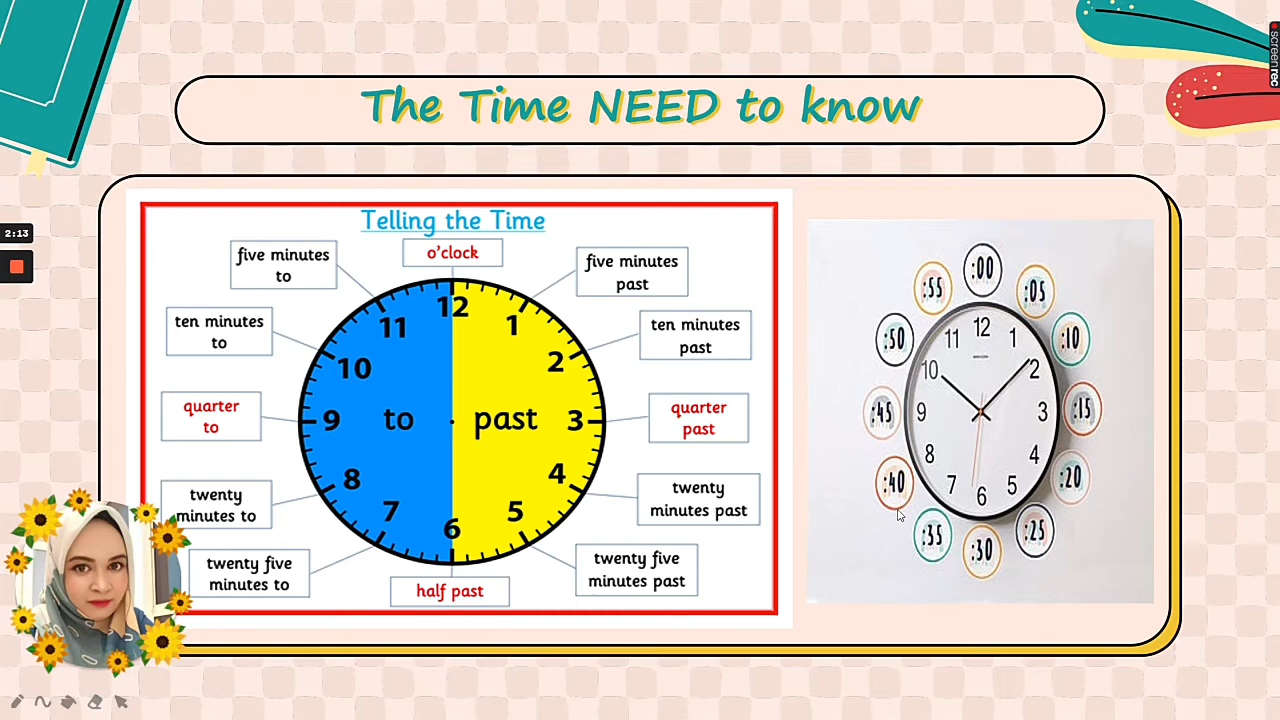 The Time NEED to know
screenrec
2:13
Telling the Time
o'clock
five minutes
past
ten minutes
past
quarter
past
twenty
minutes past
twenty five
minutes past
half past
twenty five
minutes to
twenty
minutes to
quarter
to
ten minutes
to
five minutes
to
12
1
2
3
4
5
6
7
8
9
10
11
to
past
:00
:05
:10
:15
:20
:25
:30
:35
:40
:45
:50
:55
12
1
2
3
4
5
6
7
8
9
10
11